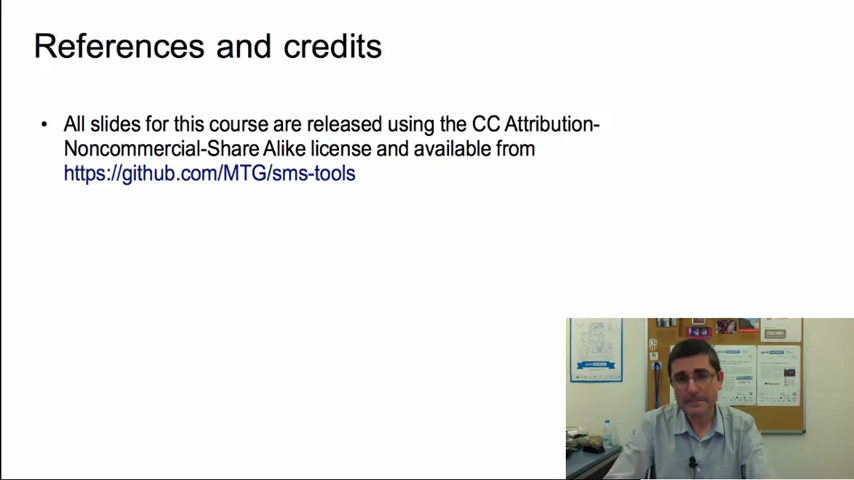 References and credits
• All slides for this course are released using the CC Attribution-
Noncommercial-Share Alike license and available from
https://github.com/MTG/sms-tools